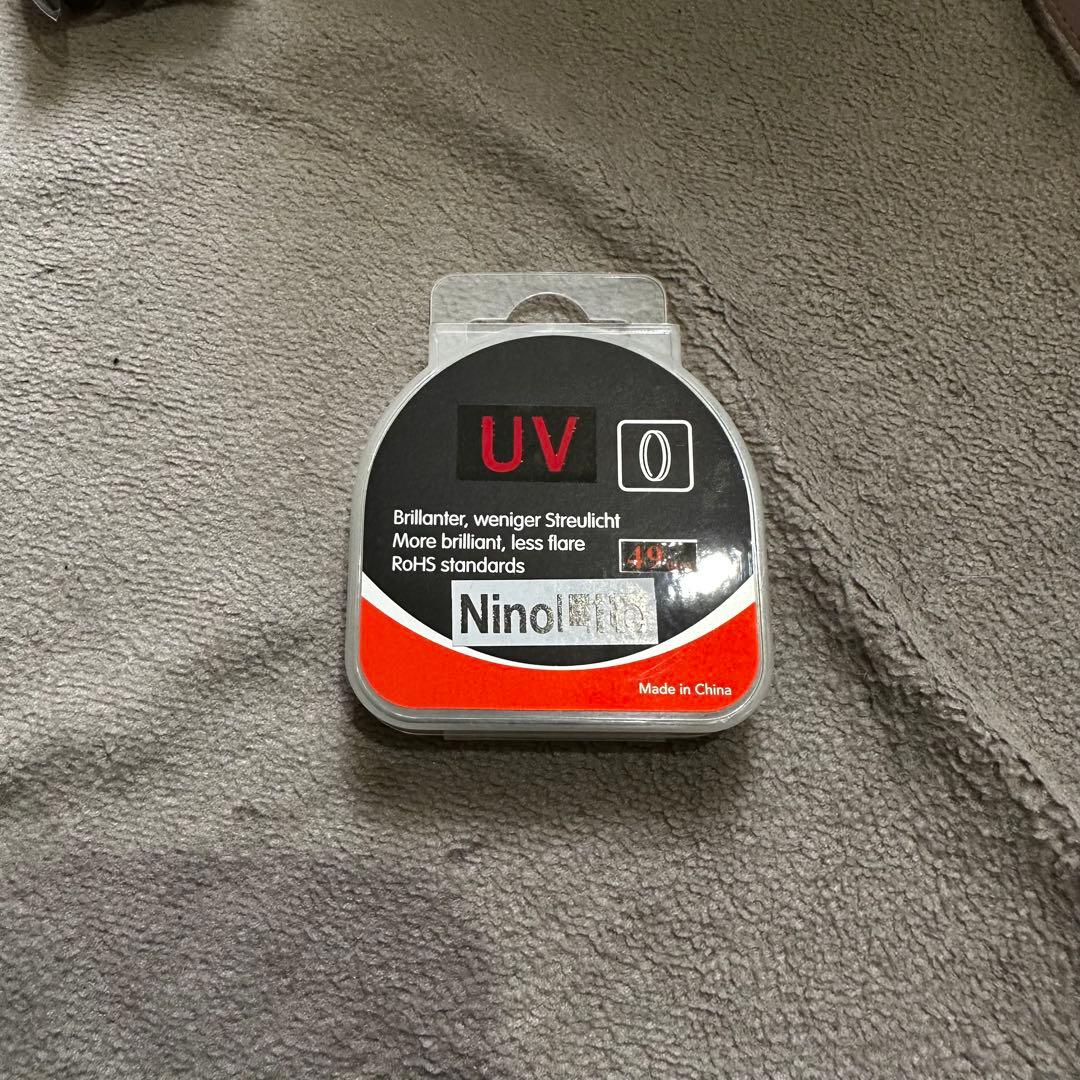 UV
Brillanter, weniger Streulicht
More brilliant, less flare
RoHS standards
49
Made in China